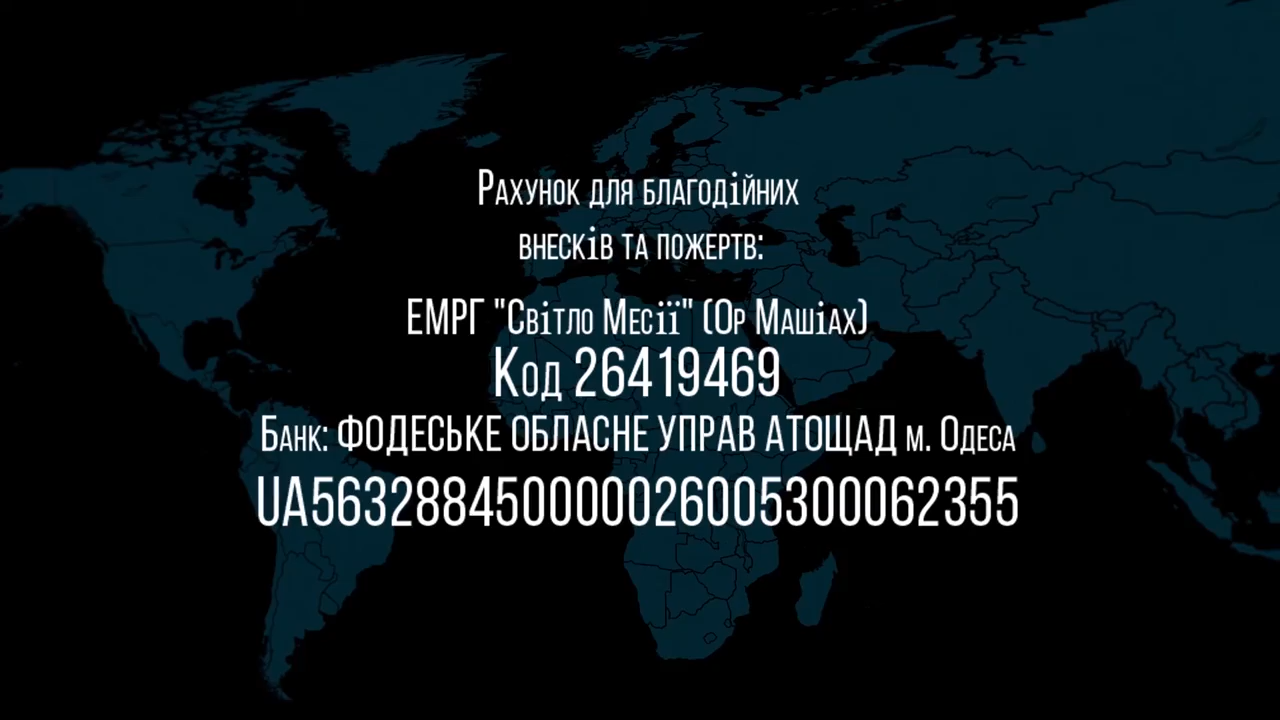 Рахунок для благодійних
внесків та пожертв:
ЕМРГ "Світло Месії" (Ор Машіах)
Код 26419469
Банк: ФОДЕСЬКЕ ОБЛАСНЕ УПРАВ АТОЩАД м. Одеса
UA563288450000026005300062355